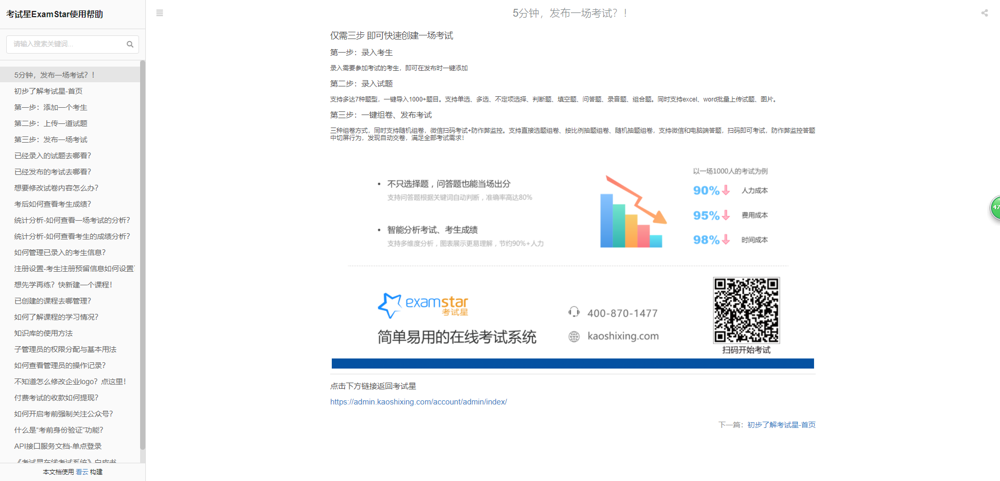 考试星ExamStar使用帮助
请输入搜索关键词...
5分钟，发布一场考试？！
初步了解考试星-首页
第一步：添加一个考生
第二步：上传一道试题
第三步：发布一场考试
已经录入的试题去哪看？
已经发布的考试去哪看？
想要修改试卷内容怎么办？
考后如何查看考生成绩？
统计分析-如何查看一场考试的分析？
统计分析-如何查看考生的成绩分析？
如何管理已录入的考生信息？
注册设置-考生注册预留信息如何设置
想先学再练？快新建一个课程！
已创建的课程去哪管理？
如何了解课程的学习情况？
知识库的使用方法
子管理员的权限分配与基本用法
如何查看管理员的操作记录？
不知道怎么修改企业logo？点这里！
付费考试的收款如何提现？
如何开启考前强制关注公众号？
什么是“考前身份验证”功能？
API接口服务文档-单点登录
《考试星在线考试系统》白皮书
本文档使用 看云 构建
5分钟，发布一场考试？！
仅需三步 即可快速创建一场考试
第一步：录入考生
录入需要参加考试的考生，即可在发布时一键添加
第二步：录入试题
支持多达7种题型，一键导入1000+题目。支持单选、多选、不定项选择、判断题、填空题、问答题、录音题、组合题。同时支持excel、word批量上传试题、图片。
第三步：一键组卷、发布考试
三种组卷方式，同时支持随机组卷，微信扫码考试+防作弊监控。支持直接选题组卷、按比例抽题组卷、随机抽题组卷，支持微信和电脑端答题，扫码即可考试，防作弊监控答题
中切屏行为，发现自动交卷，满足全部考试需求！
• 不只选择题，问答题也能当场出分
支持问答题根据关键词自动判断，准确率高达80%
• 智能分析考试、考生成绩
支持多维度分析，图表展示更易理解，节约90%+人力
以一场1000人的考试为例
90% 人力成本
95% 费用成本
98% 时间成本
examstar
考试星
简单易用的在线考试系统
400-870-1477
kaoshixing.com
扫码开始考试
点击下方链接返回考试星
https://admin.kaoshixing.com/account/admin/index/
下一篇：初步了解考试星-首页
47